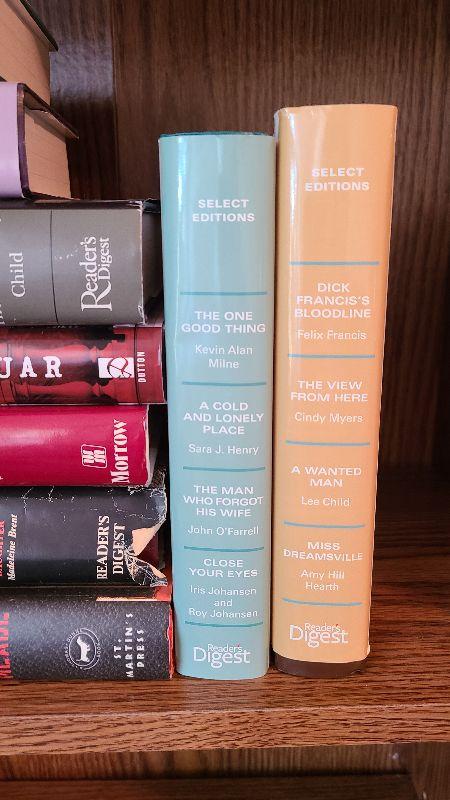 Child
Reader's
Digest
UAR
DUTTON
Morrow
Madeleine Brent
READER'S
DIGEST
ST.
MARTIN'S
PRESS
SELECT
EDITIONS
THE ONE
GOOD THING
Kevin Alan
Milne
A COLD
AND LONELY
PLACE
Sara J. Henry
THE MAN
WHO FORGOT
HIS WIFE
John O'Farrell
CLOSE
YOUR EYES
Iris Johansen
and
Roy Johansen
Reader's
Digest
SELECT
EDITIONS
DICK
FRANCIS'S
BLOODLINE
Felix Francis
THE VIEW
FROM HERE
Cindy Myers
A WANTED
MAN
Lee Child
MISS
DREAMSVILLE
Amy Hill
Hearth
Reader's
Digest